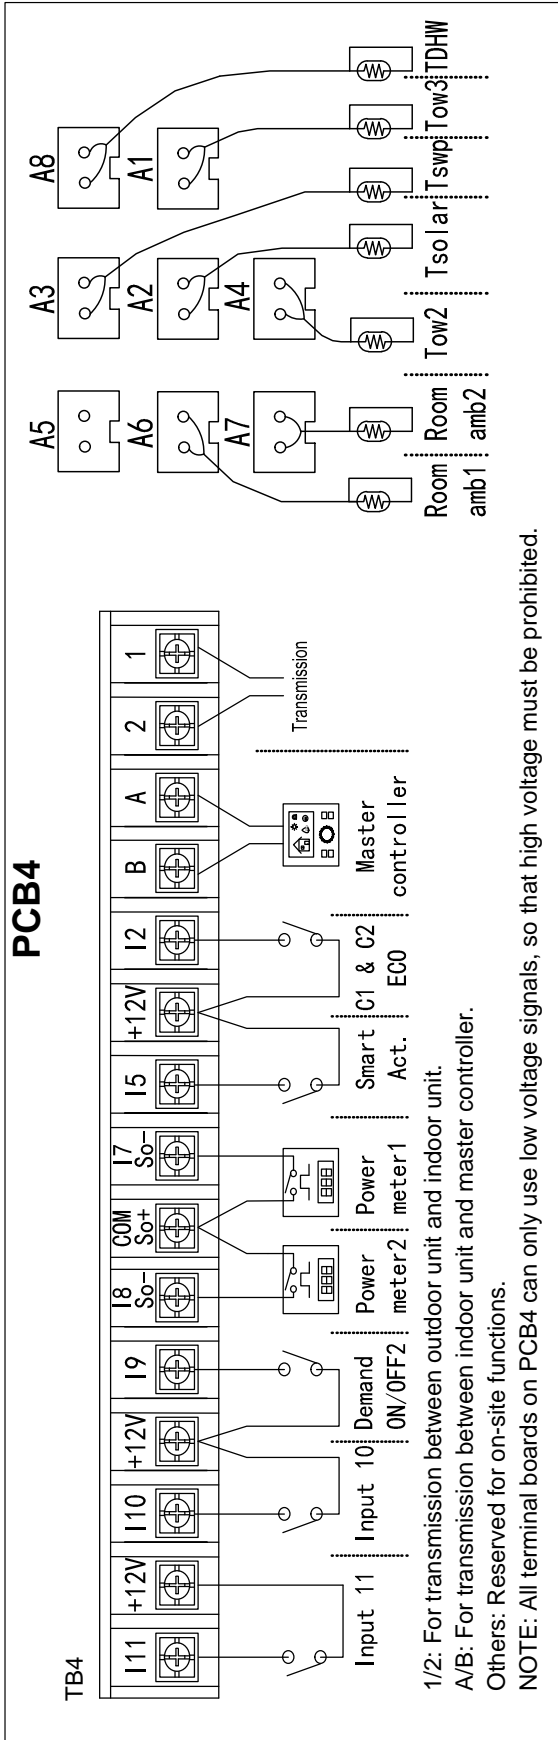 PCB4
TB4
I11
+12V
I10
+12V
I9
I8
So-
COM
So+
I7
So-
I5
+12V
I2
B
A
2
1
Input 11
Input 10
Demand
ON/OFF2
Power
meter2
Power
meter1
Smart
Act.
C1 & C2
ECO
Master
controller
Transmission
A5
A3
A8
A6
A2
A1
A7
A4
Room
amb1
Room
amb2
Tow2
Tsolar
Tswp
Tow3
TDHW
1/2: For transmission between outdoor unit and indoor unit.
A/B: For transmission between indoor unit and master controller.
Others: Reserved for on-site functions.
NOTE: All terminal boards on PCB4 can only use low voltage signals, so that high voltage must be prohibited.